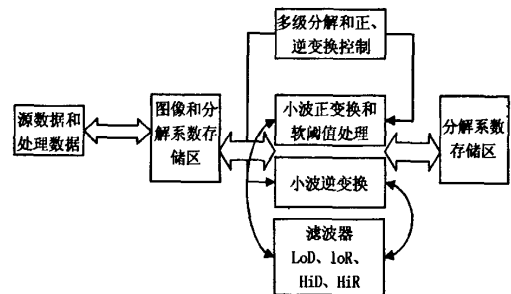 多级分解和正、
逆变换控制
源数据和
处理数据
图像和分
解系数存
储区
小波正变换和
软阈值处理
小波逆变换
分解系数
存储区
滤波器
LoD、loR、
HiD、HiR